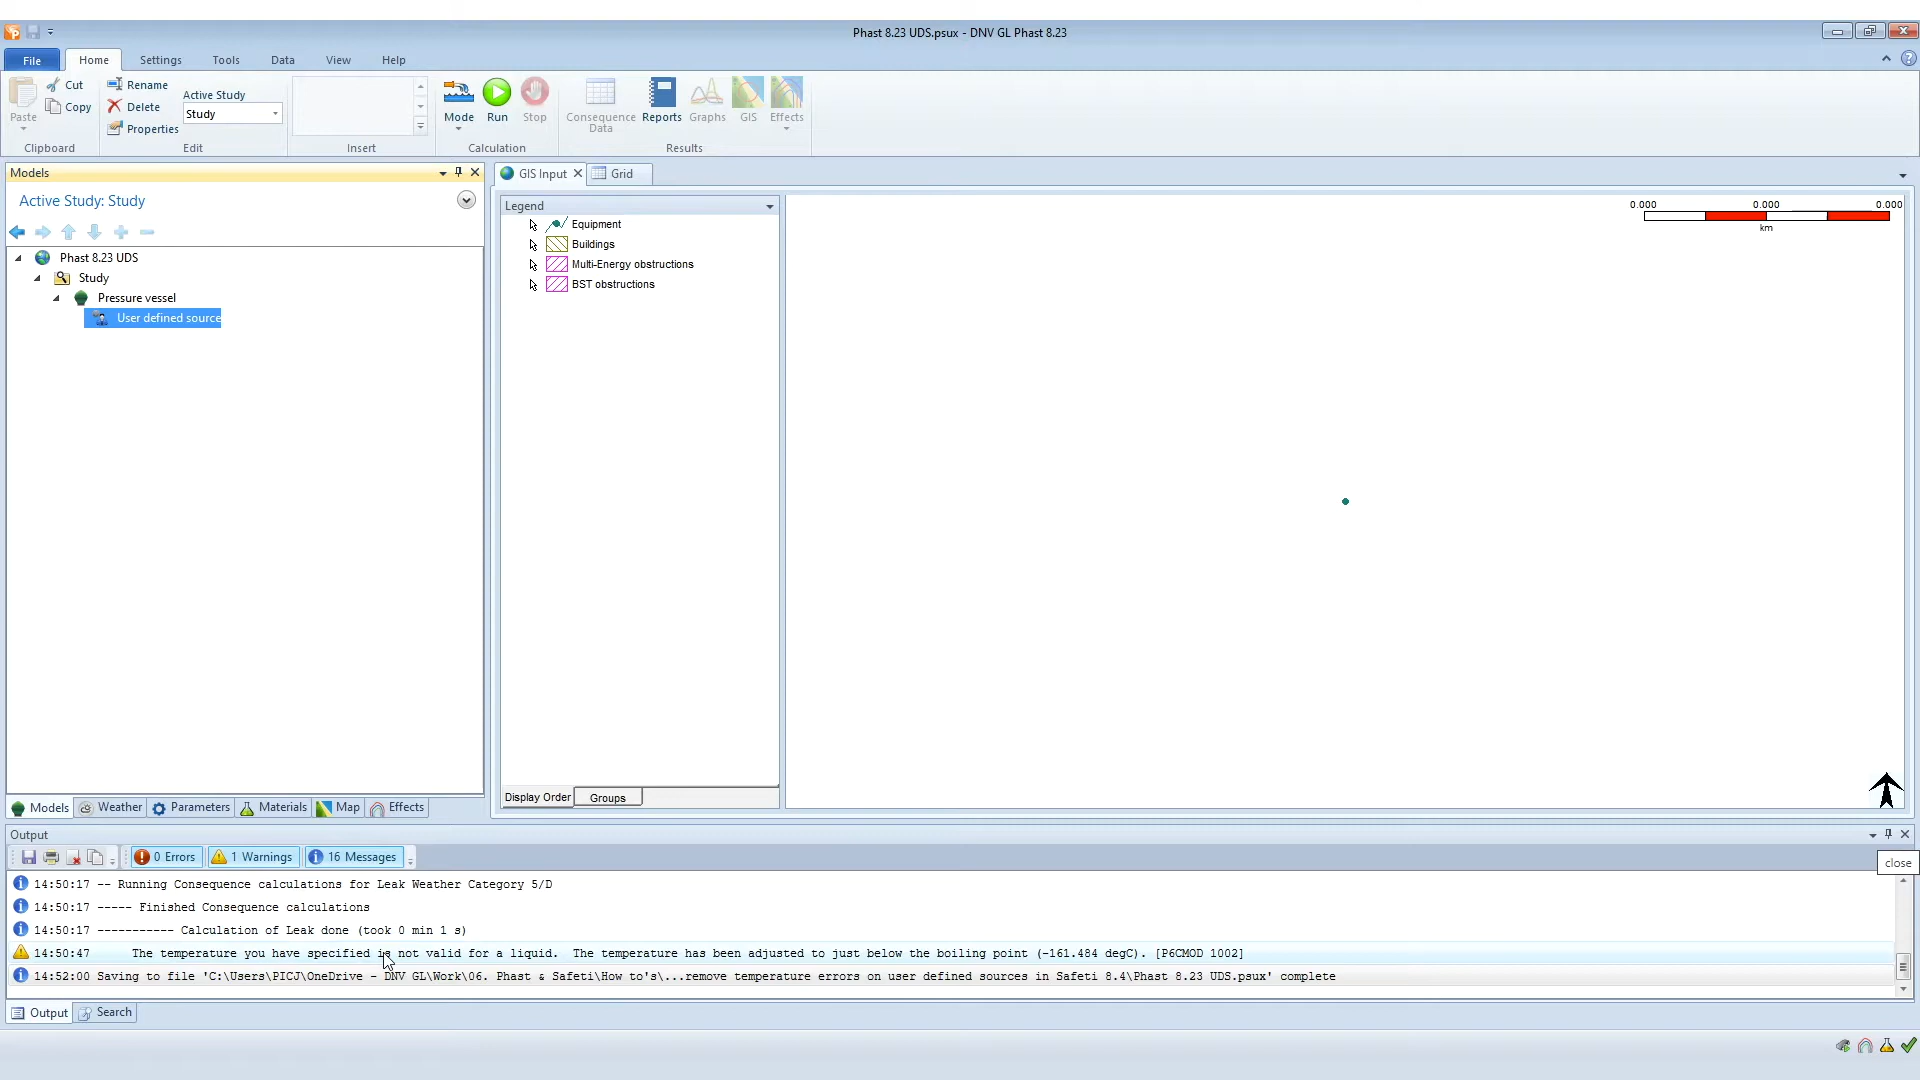 Phast 8.23 UDS.psux - DNV GL Phast 8.23
File Home Settings Tools Data View Help
Paste
Cut
Copy
Clipboard
Rename
Delete
Properties
Active Study
Study
Edit
Insert
Mode
Run
Stop
Calculation
Consequence
Data
Reports
Graphs
GIS
Effects
Results
Models
Active Study: Study
Phast 8.23 UDS
Study
Pressure vessel
User defined source
Models Weather Parameters Materials Map Effects
GIS Input Grid
Legend
Equipment
Buildings
Multi-Energy obstructions
BST obstructions
Display Order Groups
0.000 0.000 0.000
km
Output
0 Errors 1 Warnings 16 Messages
close
14:50:17 -- Running Consequence calculations for Leak Weather Category 5/D
14:50:17 ----- Finished Consequence calculations
14:50:17 ----------- Calculation of Leak done (took 0 min 1 s)
14:50:47 The temperature you have specified is not valid for a liquid. The temperature has been adjusted to just below the boiling point (-161.484 degC). [P6CMOD 1002]
14:52:00 Saving to file 'C:\Users\PICJ\OneDrive - DNV GL\Work\06. Phast & Safeti\How to's\...remove temperature errors on user defined sources in Safeti 8.4\Phast 8.23 UDS.psux' complete
Output Search